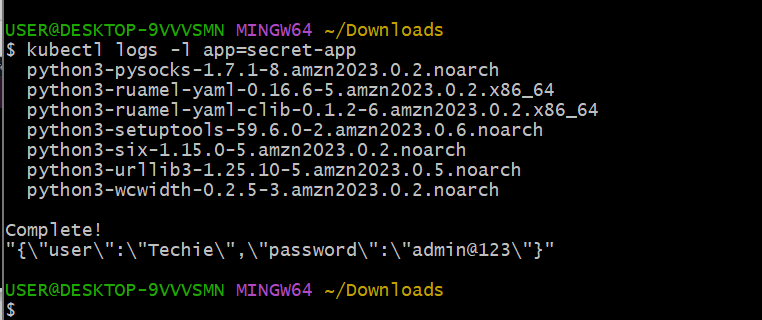 USER@DESKTOP-9VVVSMN MINGW64 ~/Downloads
$ kubectl logs -l app=secret-app
python3-pysocks-1.7.1-8.amzn2023.0.2.noarch
python3-ruamel-yaml-0.16.6-5.amzn2023.0.2.x86_64
python3-ruamel-yaml-clib-0.1.2-6.amzn2023.0.2.x86_64
python3-setuptools-59.6.0-2.amzn2023.0.6.noarch
python3-six-1.15.0-5.amzn2023.0.2.noarch
python3-urllib3-1.25.10-5.amzn2023.0.5.noarch
python3-wcwidth-0.2.5-3.amzn2023.0.2.noarch
Complete!
"{\"user\":\"Techie\",\"password\":\"admin@123\"}"
USER@DESKTOP-9VVVSMN MINGW64 ~/Downloads
$